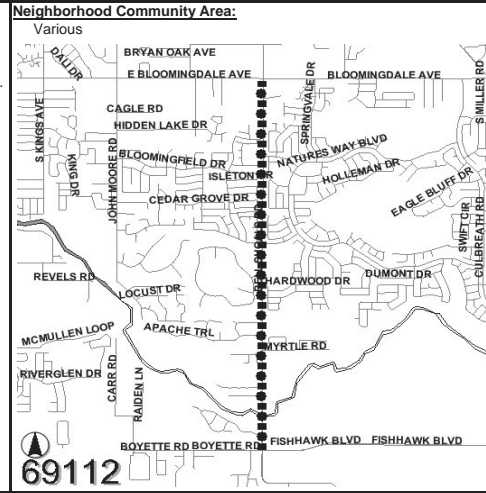 Neighborhood Community Area:
Various
BRYAN OAK AVE
DALI DR
E BLOOMINGDALE AVE
BLOOMINGDALE AVE
S MILLER RD
SPRINGVALE DR
S KINGS AVE
CAGLE RD
HIDDEN LAKE DR
KING DR
JOHN MOORE RD
BLOOMINGFIELD DR
NATURES WAY BLVD
ISLETON DR
HOLLEMAN DR
CEDAR GROVE DR
EAGLE BLUFF DR
SWIFT CIR
CULBREATH RD
REVELS RD
LOCUST DR
HARDWOOD DR
DUMONT DR
MCMULLEN LOOP
APACHE TRL
MYRTLE RD
RIVERGLEN DR
CARR RD
RAIDEN LN
BOYETTE RD
BOYETTE RD
FISHHAWK BLVD
FISHHAWK BLVD
69112